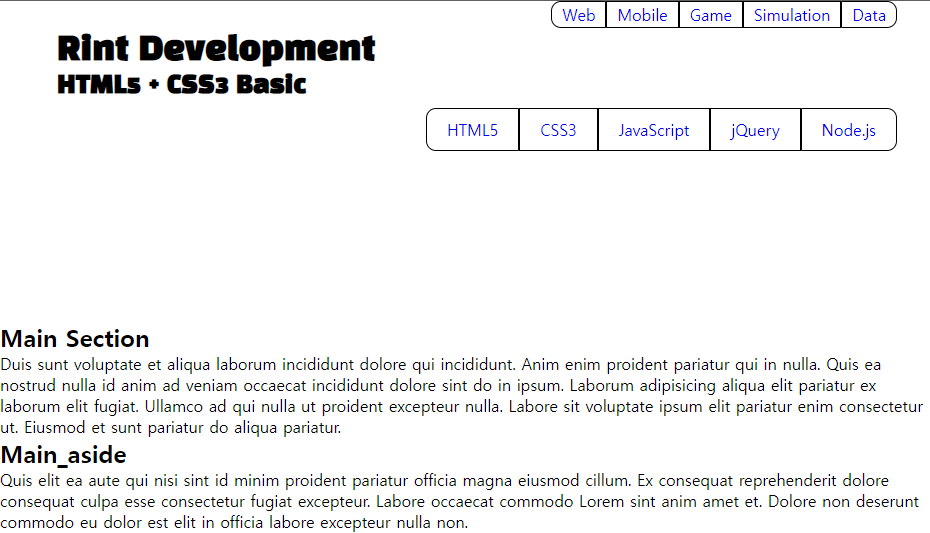 Web Mobile Game Simulation Data
Rint Development
HTML5 + CSS3 Basic
HTML5 CSS3 JavaScript jQuery Node.js
Main Section
Duis sunt voluptate et aliqua laborum incididunt dolore qui incididunt. Anim enim proident pariatur qui in nulla. Quis ea
nostrud nulla id anim ad veniam occaecat incididunt dolore sint do in ipsum. Laborum adipisicing aliqua elit pariatur ex
laborum elit fugiat. Ullamco ad qui nulla ut proident excepteur nulla. Labore sit voluptate ipsum elit pariatur enim consectetur
ut. Eiusmod et sunt pariatur do aliqua pariatur.
Main_aside
Quis elit ea aute qui nisi sint id minim proident pariatur officia magna eiusmod cillum. Ex consequat reprehenderit dolore
consequat culpa esse consectetur fugiat excepteur. Labore occaecat commodo Lorem sint anim amet et. Dolore non deserunt
commodo eu dolor est elit in officia labore excepteur nulla non.